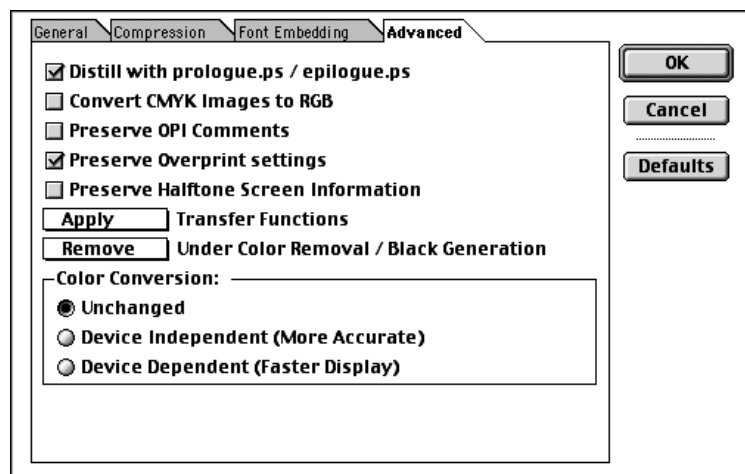 General Compression Font Embedding Advanced
Distill with prologue.ps / epilogue.ps
Convert CMYK Images to RGB
Preserve OPI Comments
Preserve Overprint settings
Preserve Halftone Screen Information
Apply Transfer Functions
Remove Under Color Removal / Black Generation
Color Conversion:
Unchanged
Device Independent (More Accurate)
Device Dependent (Faster Display)
OK
Cancel
Defaults